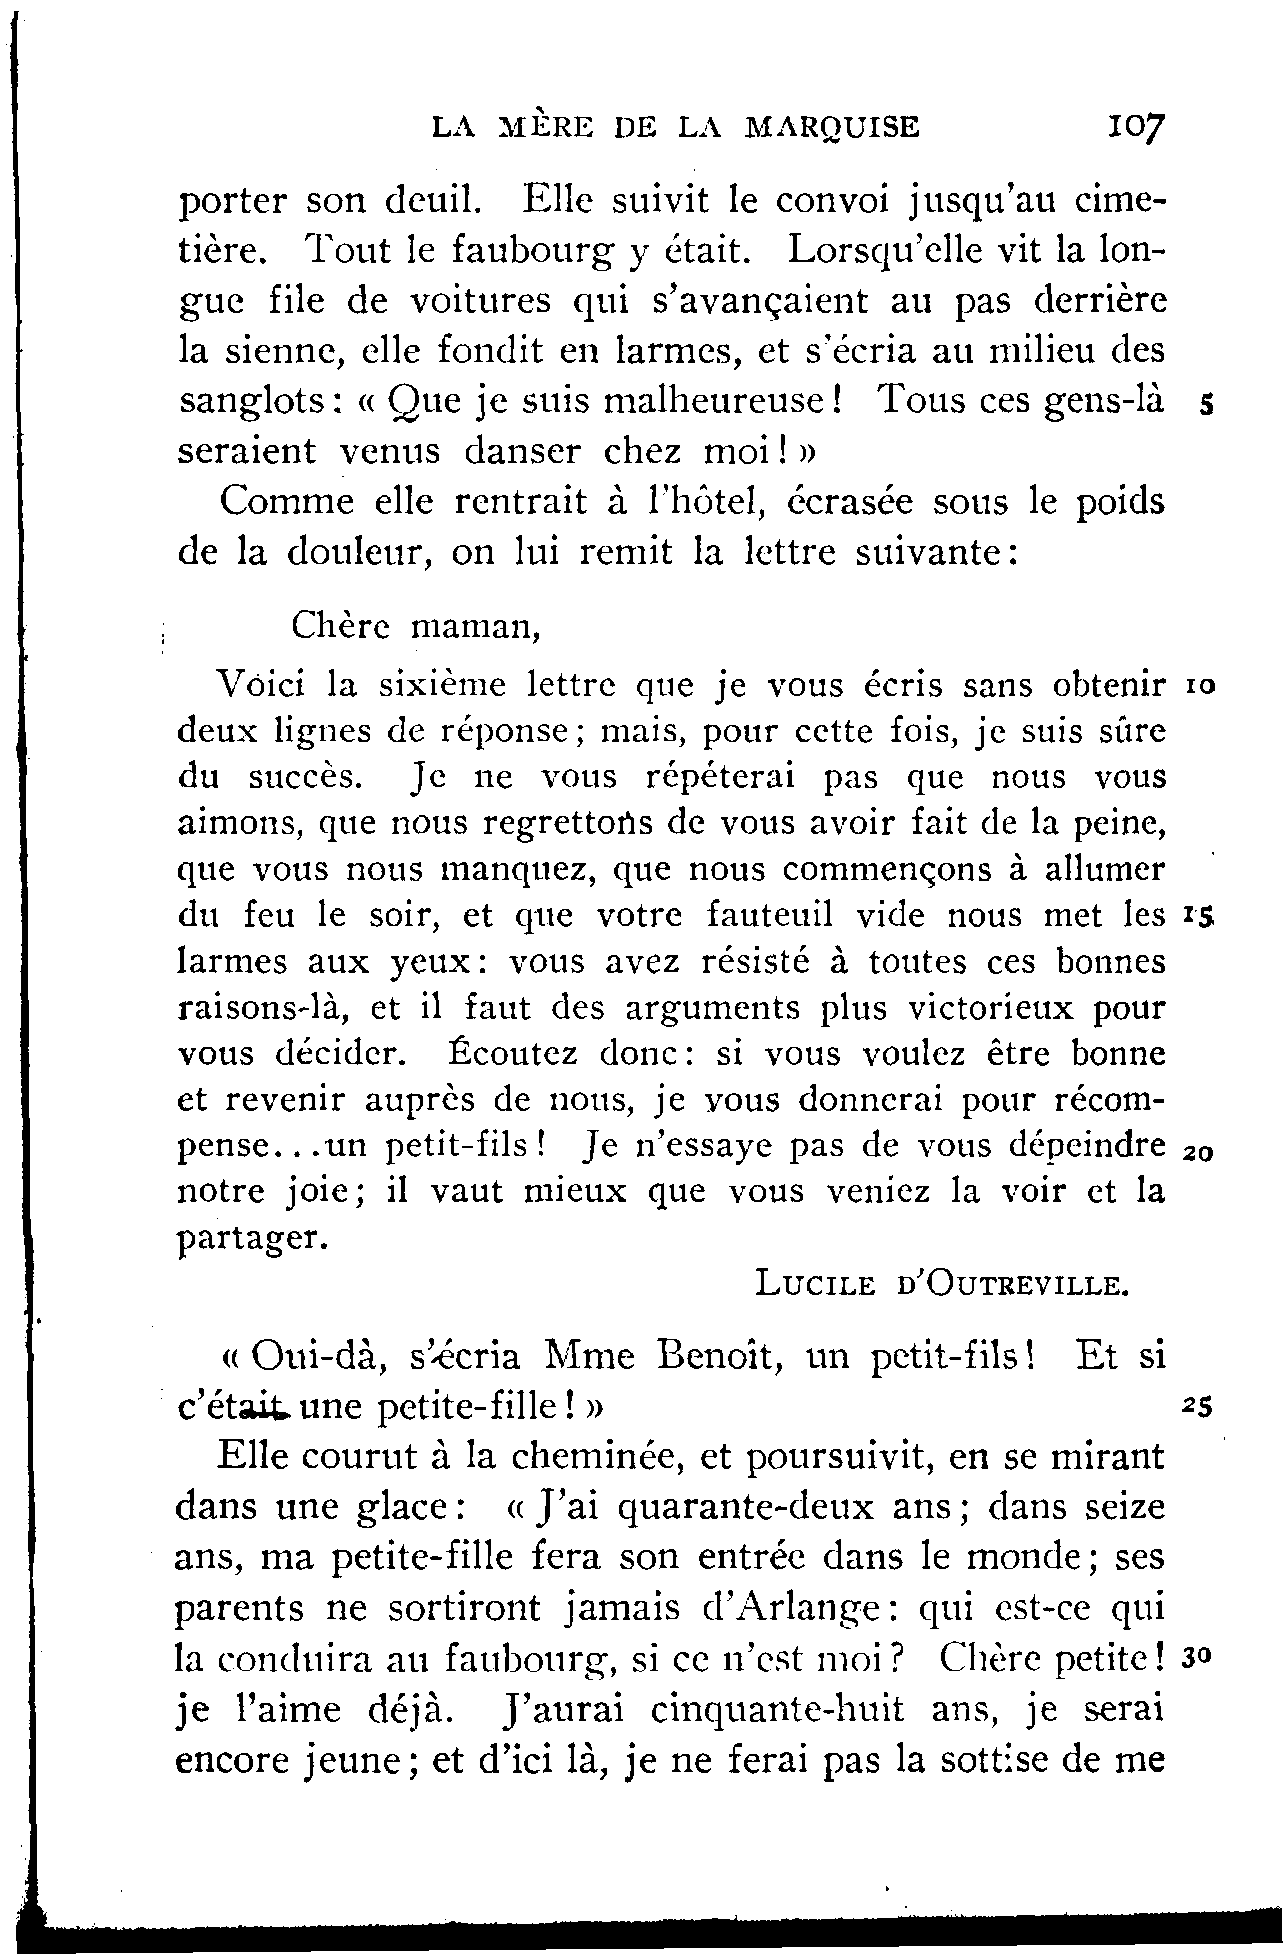 LA MÈRE DE LA MARQUISE 107
porter son deuil. Elle suivit le convoi jusqu'au cime-
tière. Tout le faubourg y était. Lorsqu'elle vit la lon-
gue file de voitures qui s'avançaient au pas derrière
la sienne, elle fondit en larmes, et s'écria au milieu des
sanglots : « Que je suis malheureuse ! Tous ces gens-là 5
seraient venus danser chez moi ! »
Comme elle rentrait à l'hôtel, écrasée sous le poids
de la douleur, on lui remit la lettre suivante :
Chère maman,
Voici la sixième lettre que je vous écris sans obtenir 10
deux lignes de réponse ; mais, pour cette fois, je suis sûre
du succès. Je ne vous répéterai pas que nous vous
aimons, que nous regrettons de vous avoir fait de la peine,
que vous nous manquez, que nous commençons à allumer
du feu le soir, et que votre fauteuil vide nous met les 15
larmes aux yeux : vous avez résisté à toutes ces bonnes
raisons-là, et il faut des arguments plus victorieux pour
vous décider. Écoutez donc : si vous voulez être bonne
et revenir auprès de nous, je vous donnerai pour récom-
pense...un petit-fils ! Je n'essaye pas de vous dépeindre 20
notre joie ; il vaut mieux que vous veniez la voir et la
partager.
LUCILE D'OUTREVILLE.
« Oui-dà, s'écria Mme Benoît, un petit-fils ! Et si
c'était une petite-fille ! » 25
Elle courut à la cheminée, et poursuivit, en se mirant
dans une glace : « J'ai quarante-deux ans ; dans seize
ans, ma petite-fille fera son entrée dans le monde ; ses
parents ne sortiront jamais d'Arlange : qui est-ce qui
la conduira au faubourg, si ce n'est moi ? Chère petite ! 30
je l'aime déjà. J'aurai cinquante-huit ans, je serai
encore jeune ; et d'ici là, je ne ferai pas la sottise de me